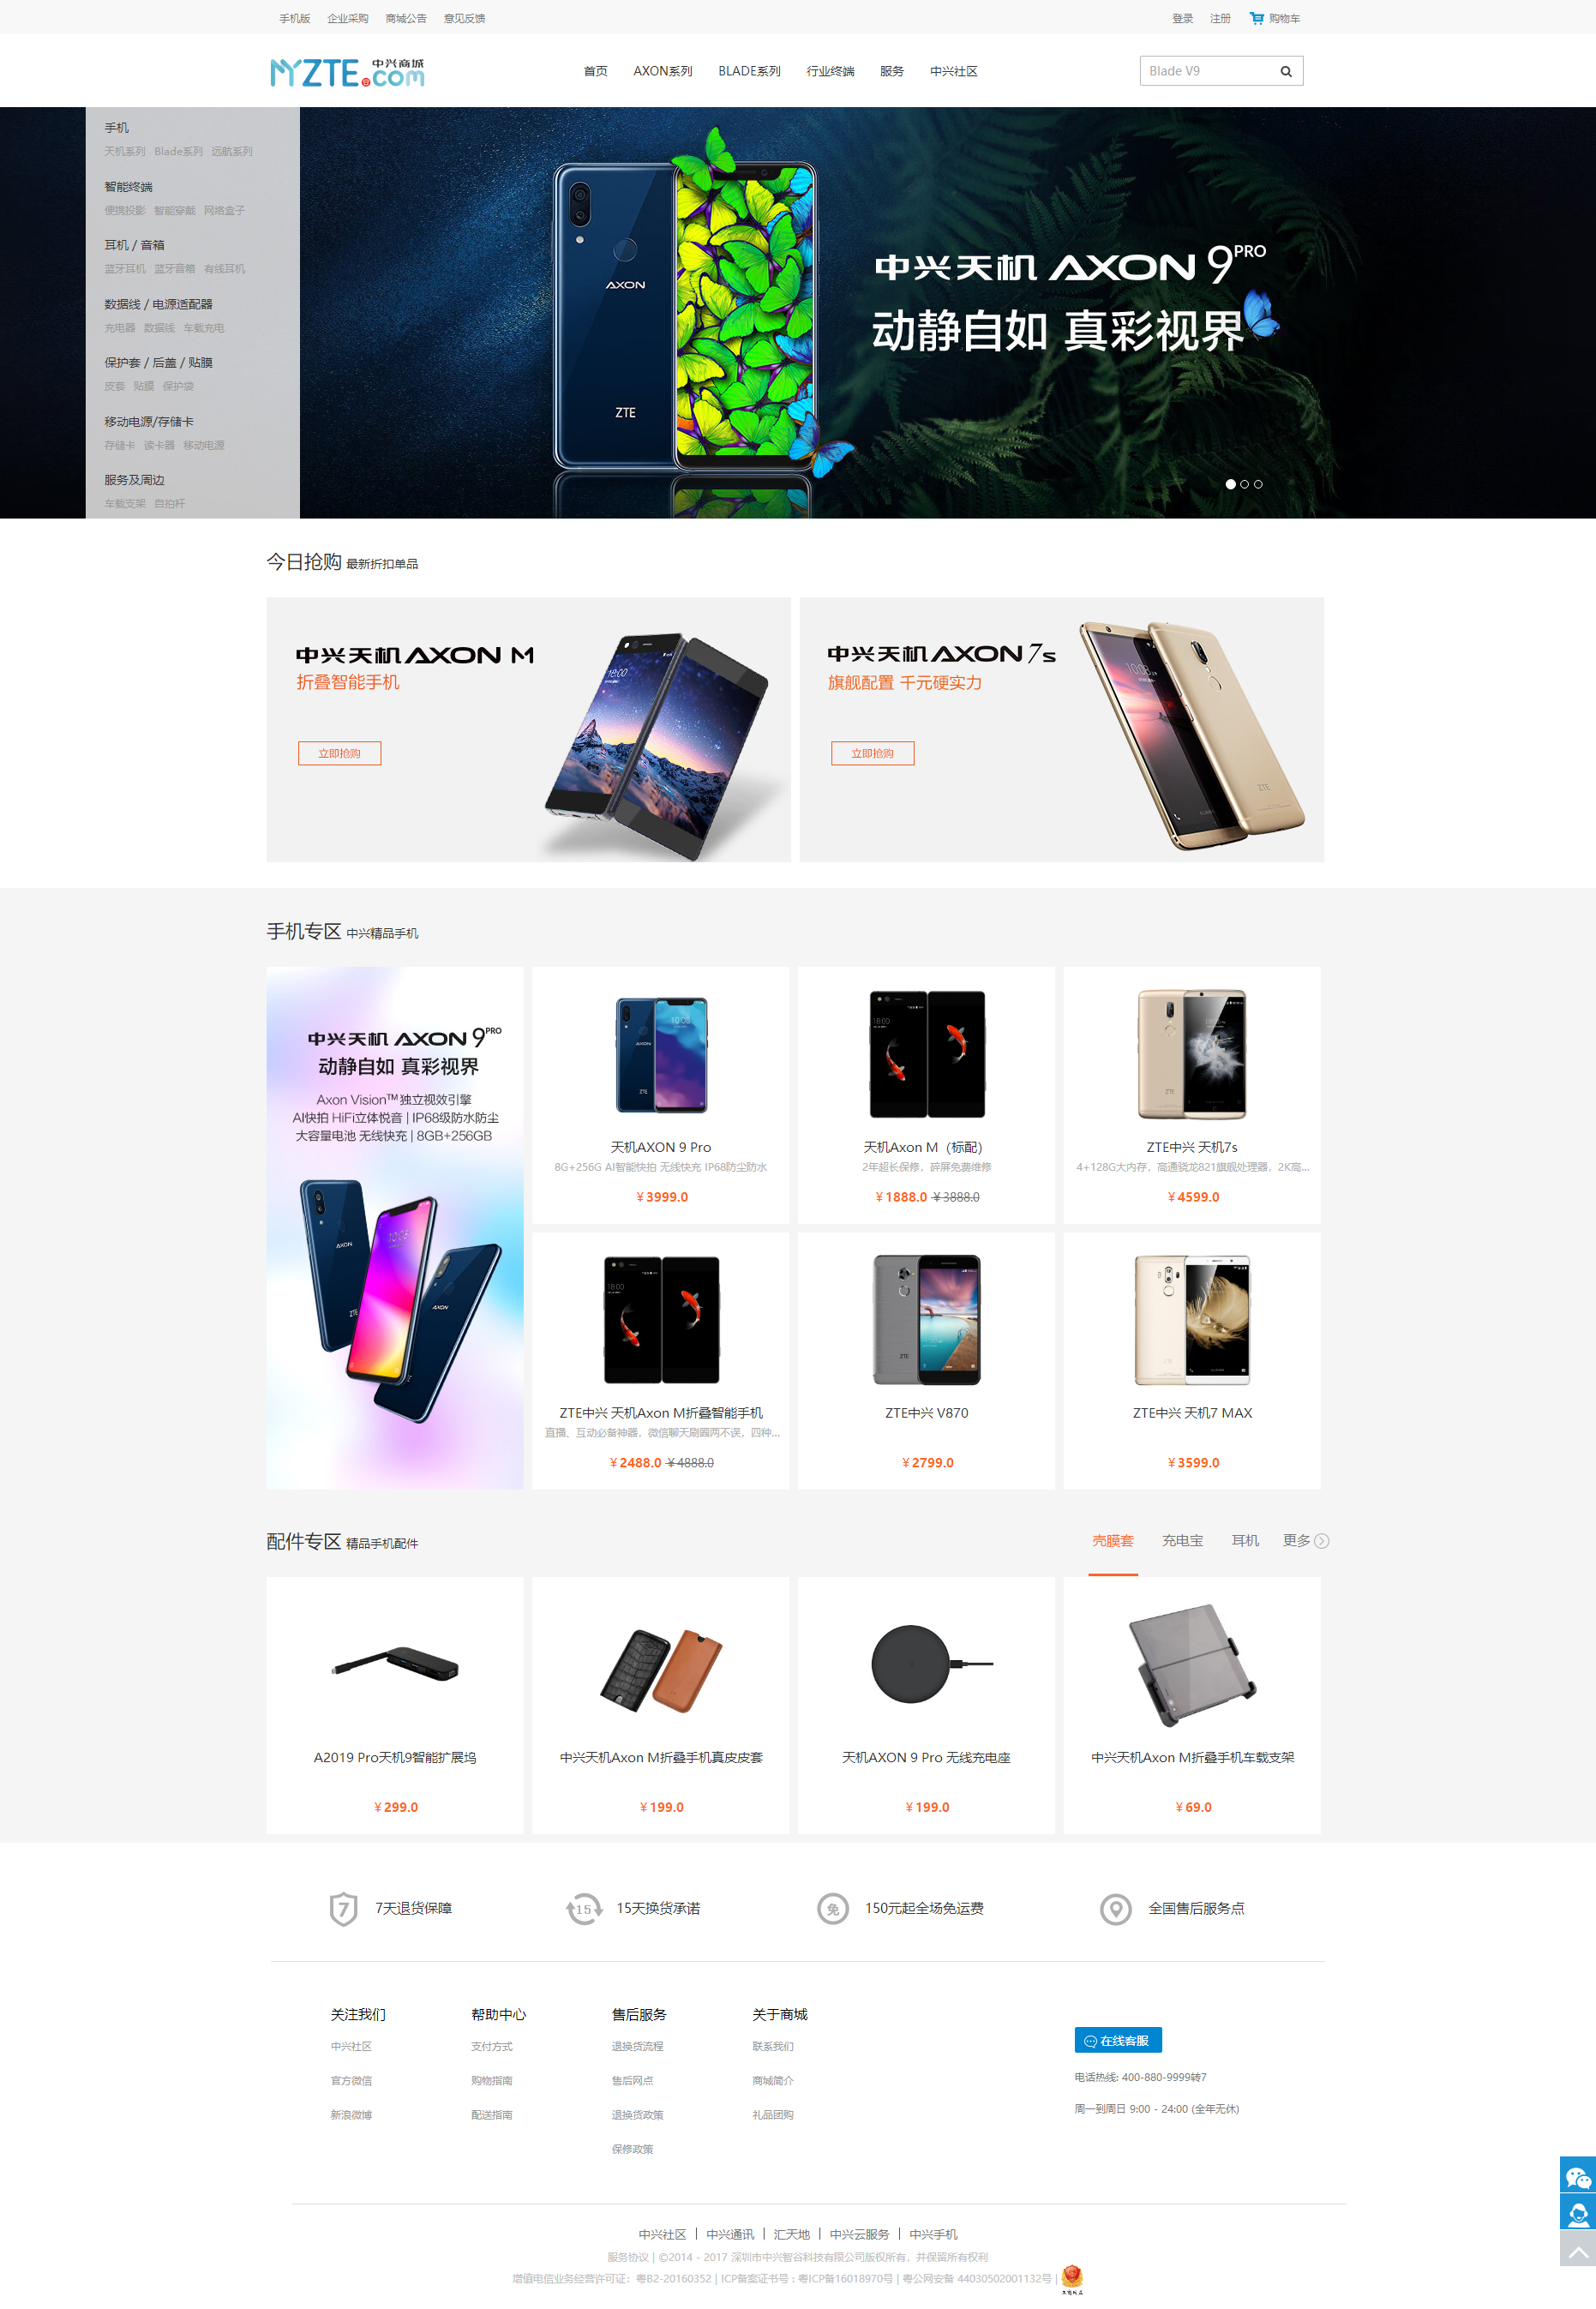 手机版 企业采购 商城公告 意见反馈 登录 注册 购物车
MYZTE.com 中兴商城
首页 AXON系列 BLADE系列 行业终端 服务 中兴社区 Blade V9
手机
天机系列 Blade系列 远航系列
智能终端
便携投影 智能穿戴 网络盒子
耳机 / 音箱
蓝牙耳机 蓝牙音箱 有线耳机
数据线 / 电源适配器
充电器 数据线 车载充电
保护套 / 后盖 / 贴膜
皮套 贴膜 保护袋
移动电源/存储卡
存储卡 读卡器 移动电源
服务及周边
车载支架 自拍杆
AXON
ZTE
中兴天机 AXON 9 PRO
动静自如 真彩视界
今日抢购 最新折扣单品
中兴天机 AXON M
折叠智能手机
立即抢购
18:00
中兴天机 AXON 7s
旗舰配置 千元硬实力
立即抢购
10:08
ZTE
手机专区 中兴精品手机
中兴天机 AXON 9 PRO
动静自如 真彩视界
Axon Vision™ 独立视效引擎
AI快拍 HiFi立体悦音 | IP68级防水防尘
大容量电池 无线快充 | 8GB+256GB
AXON
ZTE
10:08
AXON
天机AXON 9 Pro
8G+256G AI智能快拍 无线快充 IP68防尘防水
¥ 3999.0
天机Axon M（标配）
2年超长保修，碎屏免费维修
¥ 1888.0 ¥ 3888.0
ZTE中兴 天机7s
4+128G大内存，高通骁龙821旗舰处理器，2K高...
¥ 4599.0
ZTE中兴 天机Axon M折叠智能手机
直播、互动必备神器，微信聊天刷圈两不误，四种...
¥ 2488.0 ¥ 4888.0
ZTE中兴 V870
¥ 2799.0
ZTE中兴 天机7 MAX
¥ 3599.0
配件专区 精品手机配件 壳膜套 充电宝 耳机 更多
A2019 Pro天机9智能扩展坞
¥ 299.0
中兴天机Axon M折叠手机真皮皮套
¥ 199.0
天机AXON 9 Pro 无线充电座
¥ 199.0
中兴天机Axon M折叠手机车载支架
¥ 69.0
7 7天退货保障 15 15天换货承诺 免 150元起全场免运费 全国售后服务点
关注我们
中兴社区
官方微信
新浪微博
帮助中心
支付方式
购物指南
配送指南
售后服务
退换货流程
售后网点
退换货政策
保修政策
关于商城
联系我们
商城简介
礼品团购
在线客服
电话热线: 400-880-9999转7
周一到周日 9:00 - 24:00 (全年无休)
中兴社区 | 中兴通讯 | 汇天地 | 中兴云服务 | 中兴手机
服务协议 | ©2014 - 2017 深圳市中兴智谷科技有限公司版权所有，并保留所有权利
增值电信业务经营许可证：粤B2-20160352 | ICP备案证书号 : 粤ICP备16018970号 | 粤公网安备 44030502001132号 |